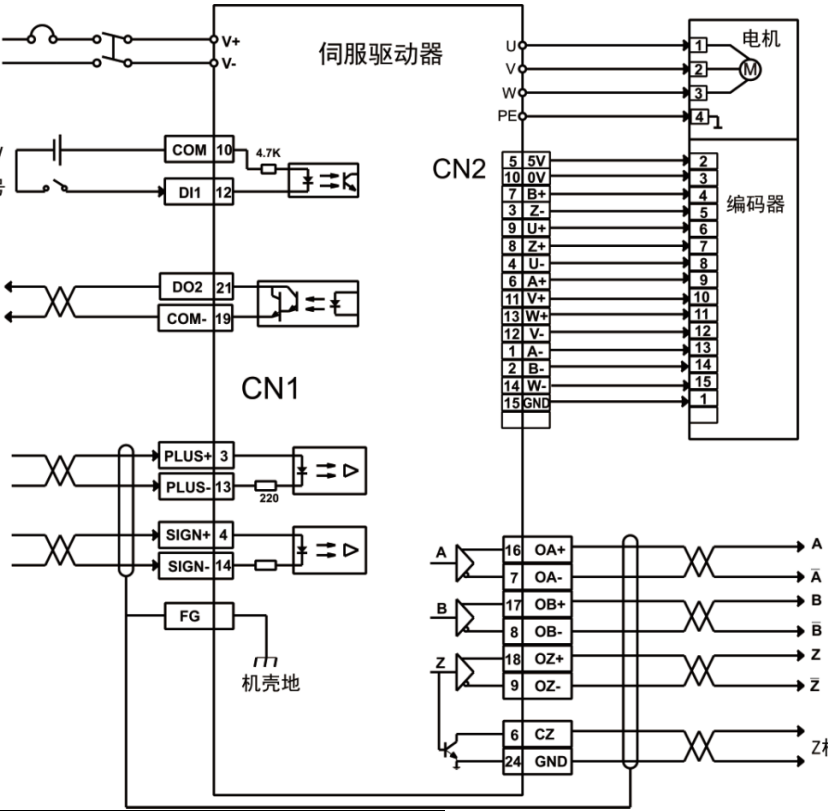 V+
V-
伺服驱动器
U
V
W
PE
电机
1
2
3
4
M
COM 10
4.7K
DI1 12
号
CN2
5 5V 2
10 0V 3
7 B+ 4
3 Z- 5
9 U+ 6
8 Z+ 7
4 U- 8
6 A+ 9
11 V+ 10
13 W+ 11
12 V- 12
1 A- 13
2 B- 14
14 W- 15
15 GND 1
编码器
DO2 21
COM- 19
CN1
PLUS+ 3
PLUS- 13
220
SIGN+ 4
SIGN- 14
FG
机壳地
A 16 OA+ A
7 OA- A̅
B 17 OB+ B
8 OB- B̅
Z 18 OZ+ Z
9 OZ- Z̅
6 CZ
24 GND
Z